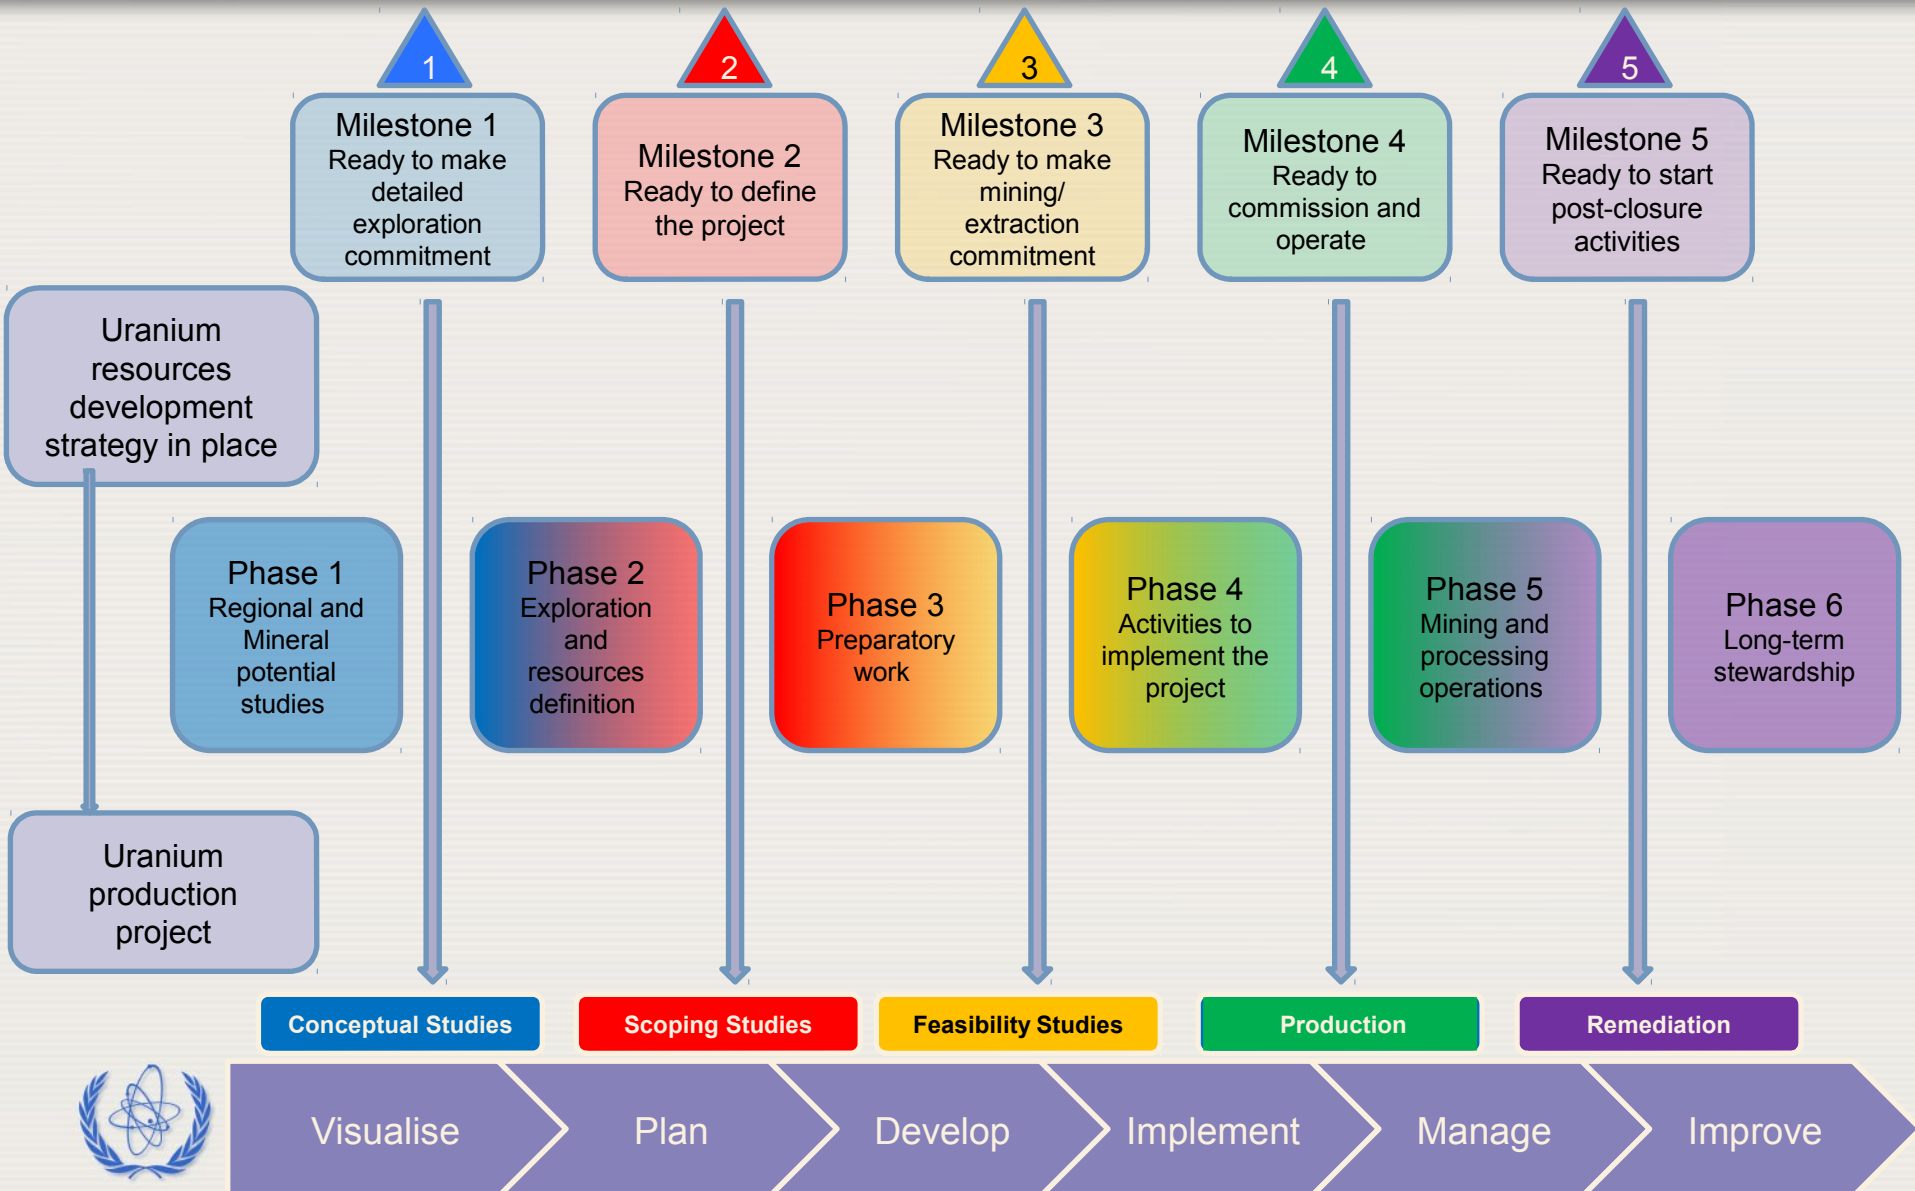 1
2
3
4
5
Milestone 1
Ready to make
detailed
exploration
commitment
Milestone 2
Ready to define
the project
Milestone 3
Ready to make
mining/
extraction
commitment
Milestone 4
Ready to
commission and
operate
Milestone 5
Ready to start
post-closure
activities
Uranium
resources
development
strategy in place
Phase 1
Regional and
Mineral
potential
studies
Phase 2
Exploration
and
resources
definition
Phase 3
Preparatory
work
Phase 4
Activities to
implement the
project
Phase 5
Mining and
processing
operations
Phase 6
Long-term
stewardship
Uranium
production
project
Conceptual Studies
Scoping Studies
Feasibility Studies
Production
Remediation
Visualise
Plan
Develop
Implement
Manage
Improve